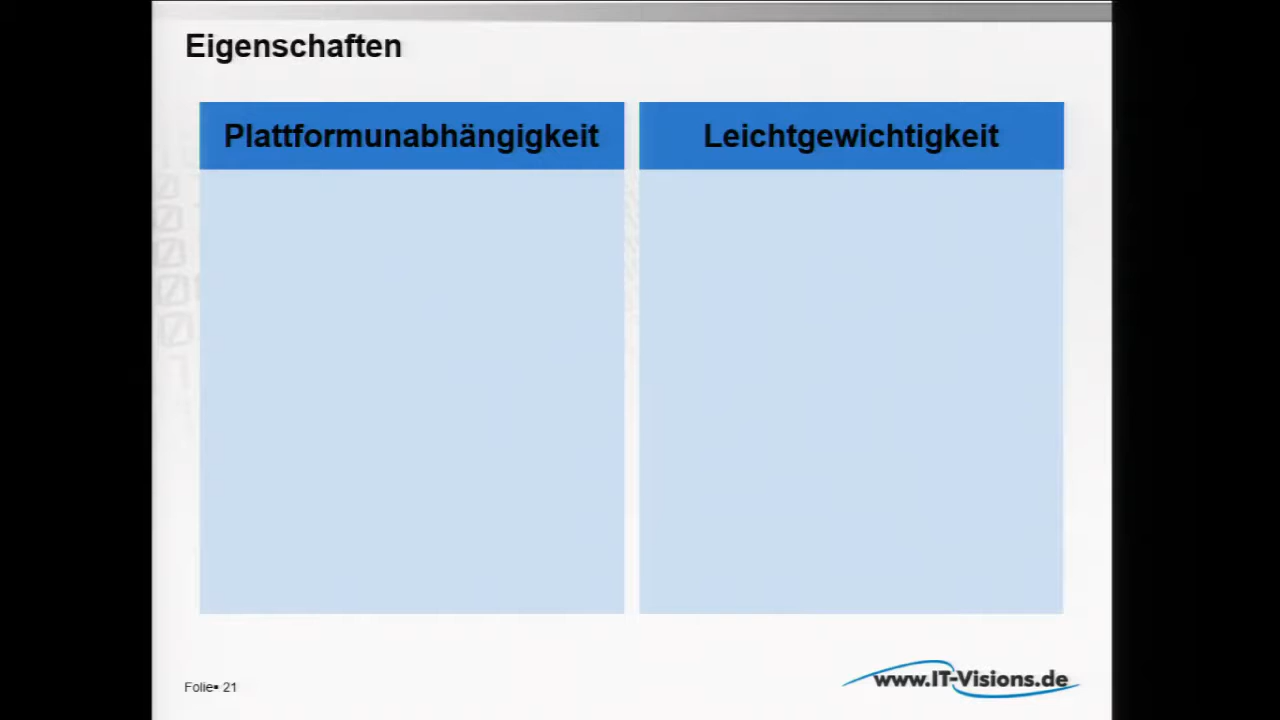 Eigenschaften
Plattformunabhängigkeit
Leichtgewichtigkeit
Folie▪ 21
www.IT-Visions.de